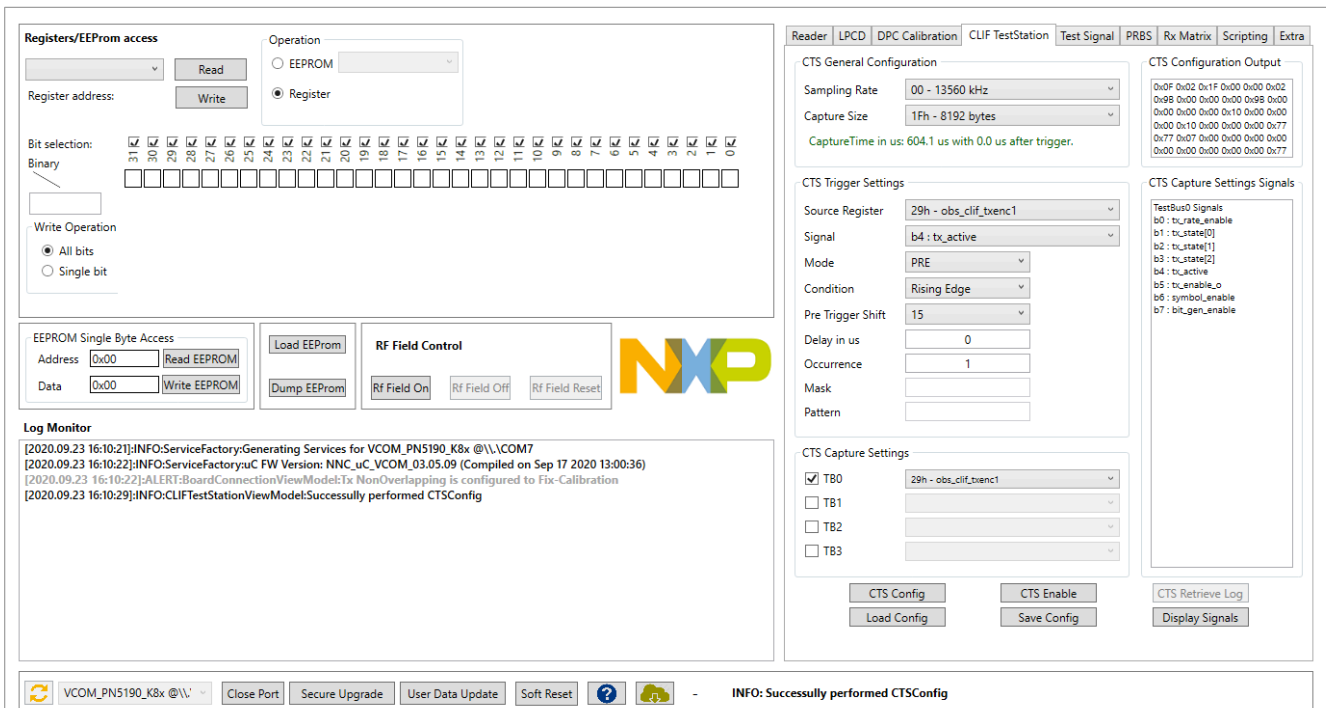 Registers/EEProm access
Operation
EEPROM
Read
Register address:
Write
Register
Bit selection:
31 30 29 28 27 26 25 24 23 22 21 20 19 18 17 16 15 14 13 12 11 10 9 8 7 6 5 4 3 2 1 0
Binary
Write Operation
All bits
Single bit
EEPROM Single Byte Access
Address 0x00 Read EEPROM
Data 0x00 Write EEPROM
Load EEProm
Dump EEProm
RF Field Control
Rf Field On Rf Field Off Rf Field Reset
NXP
Log Monitor
[2020.09.23 16:10:21]:INFO:ServiceFactory:Generating Services for VCOM_PN5190_K8x @\\.\COM7
[2020.09.23 16:10:22]:INFO:ServiceFactory:uC FW Version: NNC_uC_VCOM_03.05.09 (Compiled on Sep 17 2020 13:00:36)
[2020.09.23 16:10:22]:ALERT:BoardConnectionViewModel:Tx NonOverlapping is configured to Fix-Calibration
[2020.09.23 16:10:29]:INFO:CLIFTestStationViewModel:Successully performed CTSConfig
Reader LPCD DPC Calibration CLIF TestStation Test Signal PRBS Rx Matrix Scripting Extra
CTS General Configuration
Sampling Rate 00 - 13560 kHz
Capture Size 1Fh - 8192 bytes
CaptureTime in us: 604.1 us with 0.0 us after trigger.
CTS Configuration Output
0x0F 0x02 0x1F 0x00 0x00 0x02
0x9B 0x00 0x00 0x00 0x9B 0x00
0x00 0x00 0x00 0x10 0x00 0x00
0x00 0x10 0x00 0x00 0x00 0x77
0x77 0x07 0x00 0x00 0x00 0x00
0x00 0x00 0x00 0x00 0x00 0x77
CTS Trigger Settings
Source Register 29h - obs_clif_txenc1
Signal b4 : tx_active
Mode PRE
Condition Rising Edge
Pre Trigger Shift 15
Delay in us 0
Occurrence 1
Mask
Pattern
CTS Capture Settings Signals
TestBus0 Signals
b0 : tx_rate_enable
b1 : tx_state[0]
b2 : tx_state[1]
b3 : tx_state[2]
b4 : tx_active
b5 : tx_enable_o
b6 : symbol_enable
b7 : bit_gen_enable
CTS Capture Settings
TB0 29h - obs_clif_txenc1
TB1
TB2
TB3
CTS Config CTS Enable CTS Retrieve Log
Load Config Save Config Display Signals
VCOM_PN5190_K8x @\\.' Close Port Secure Upgrade User Data Update Soft Reset ? - INFO: Successully performed CTSConfig